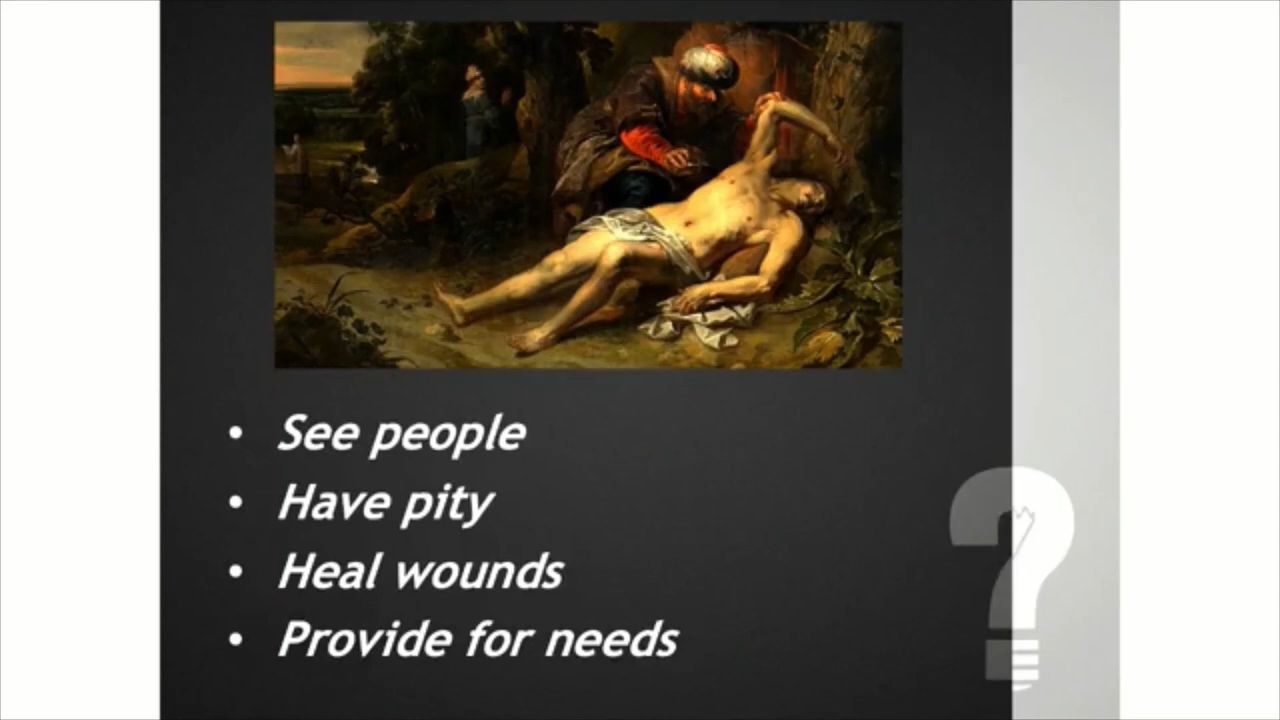 • See people
• Have pity
• Heal wounds
• Provide for needs